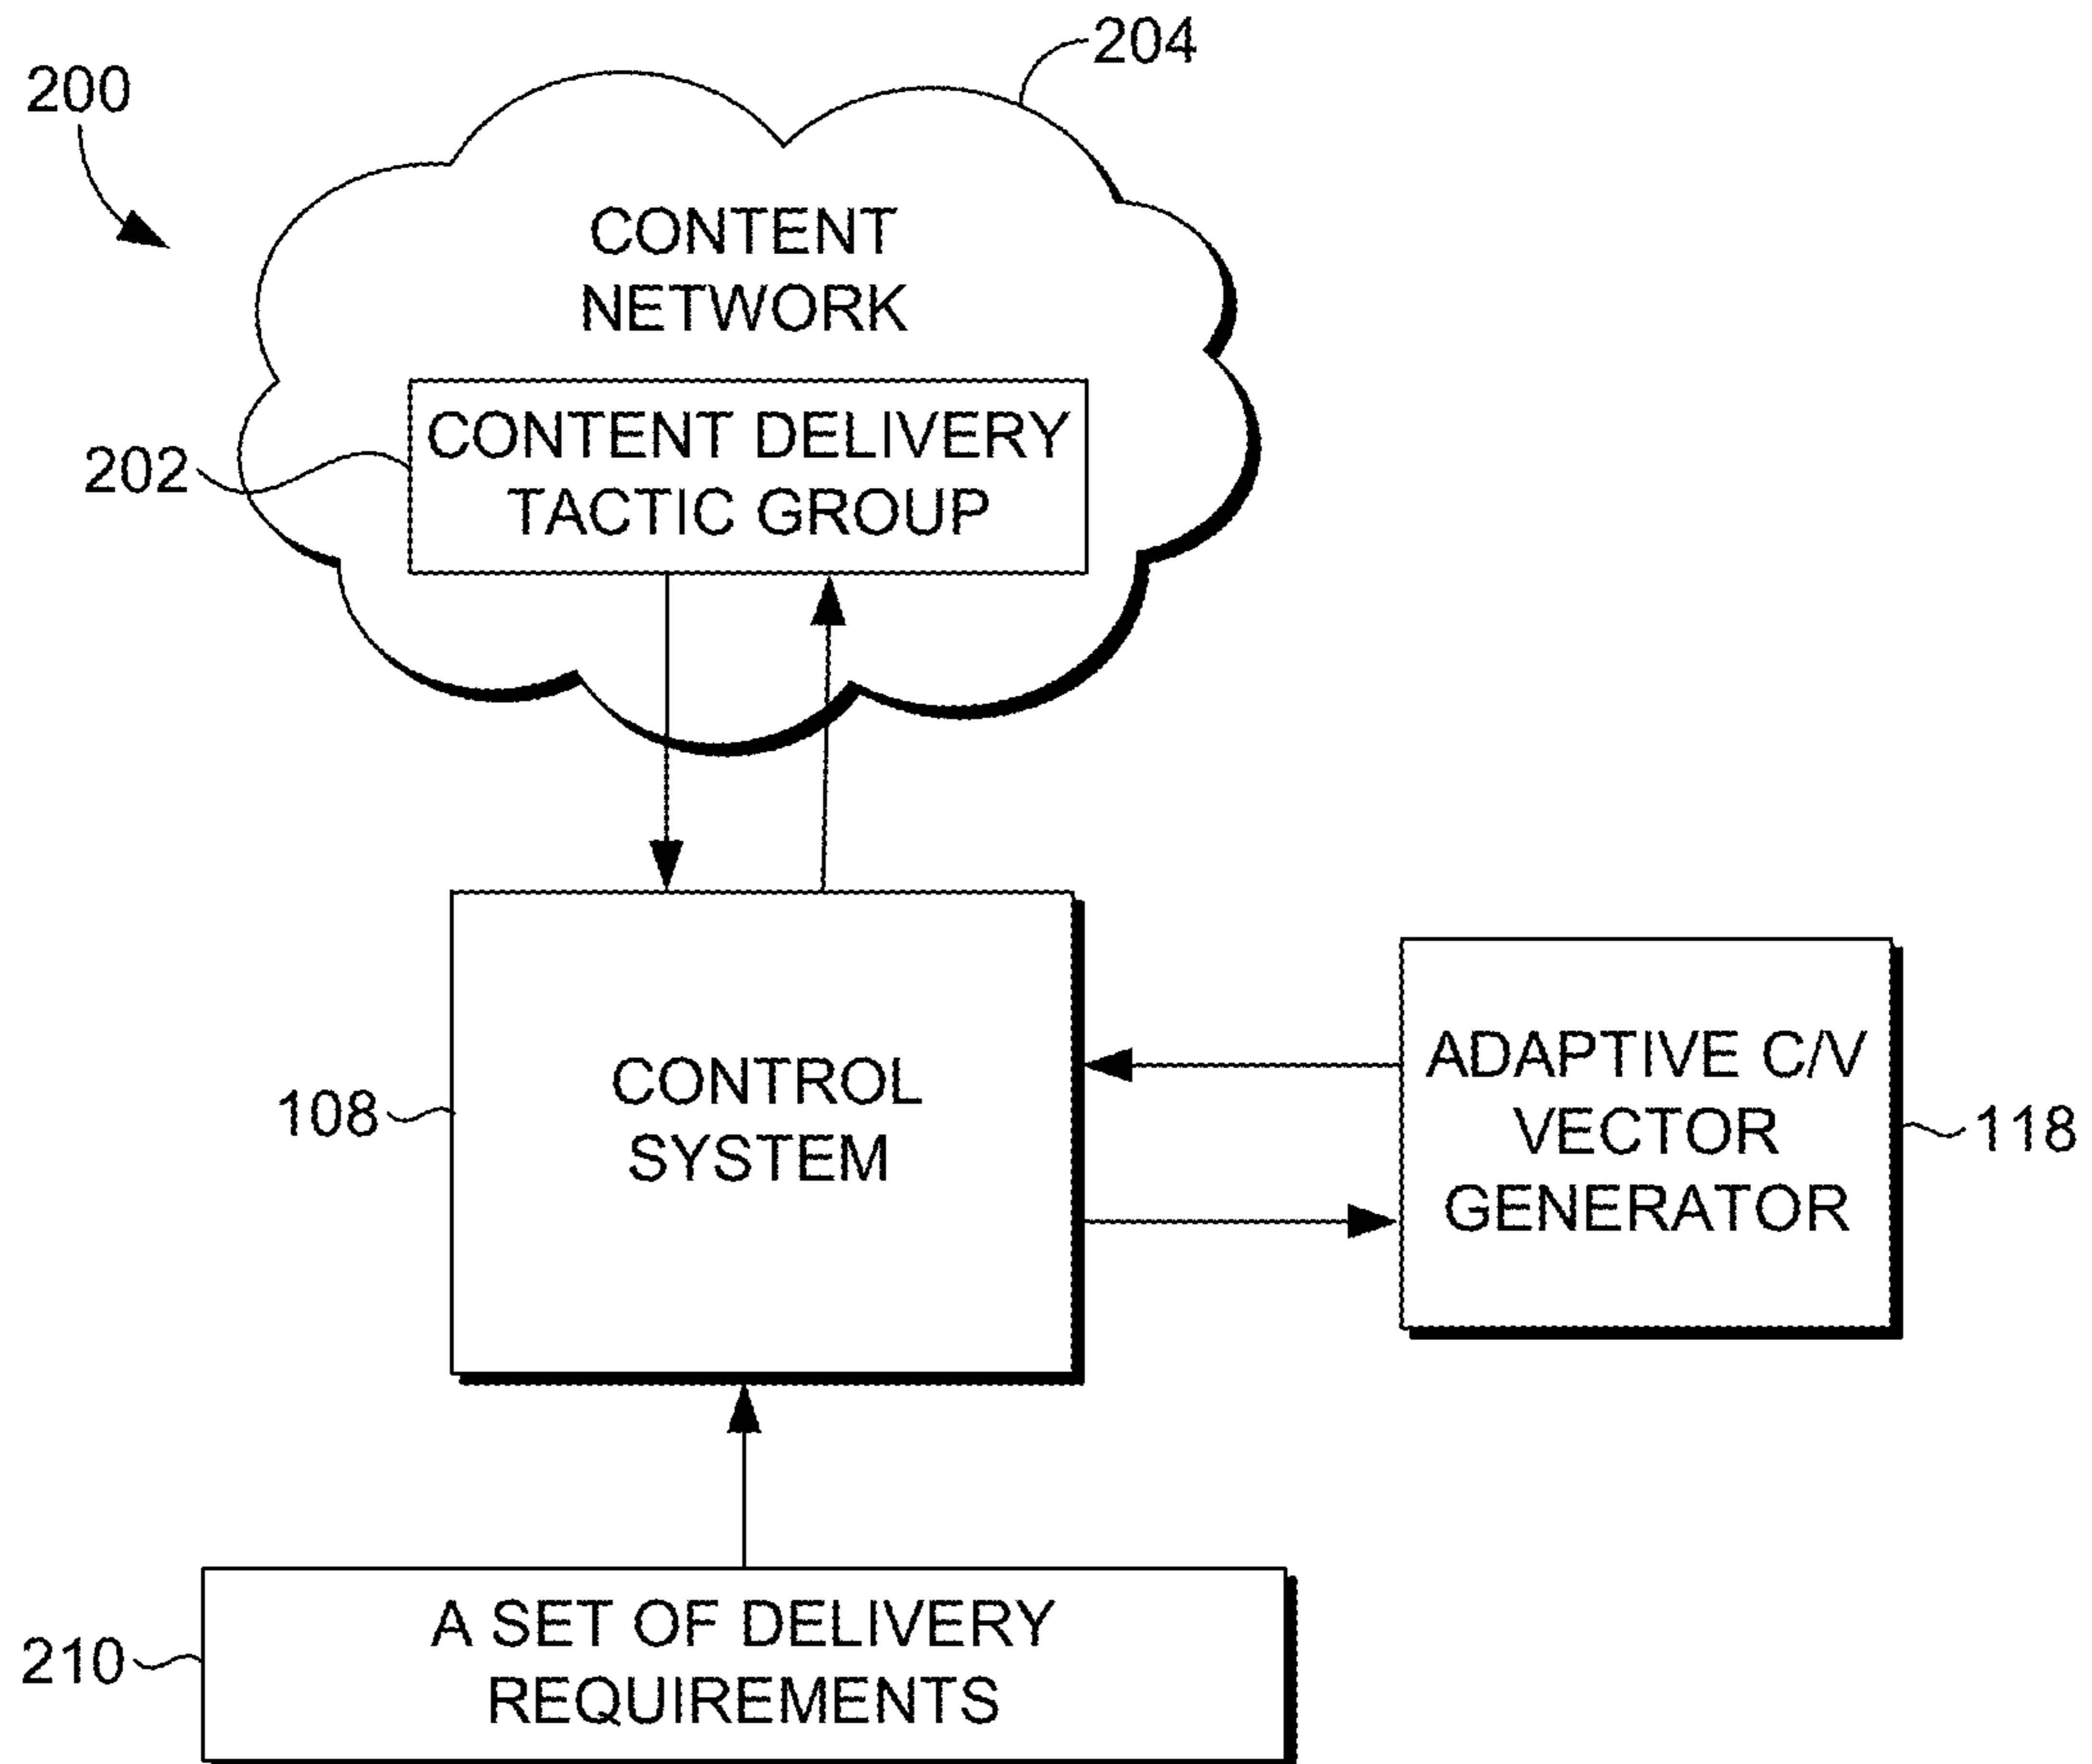 204
200
CONTENT
NETWORK
CONTENT DELIVERY
TACTIC GROUP
202
CONTROL
SYSTEM
108
ADAPTIVE C/V
VECTOR
GENERATOR
118
A SET OF DELIVERY
REQUIREMENTS
210